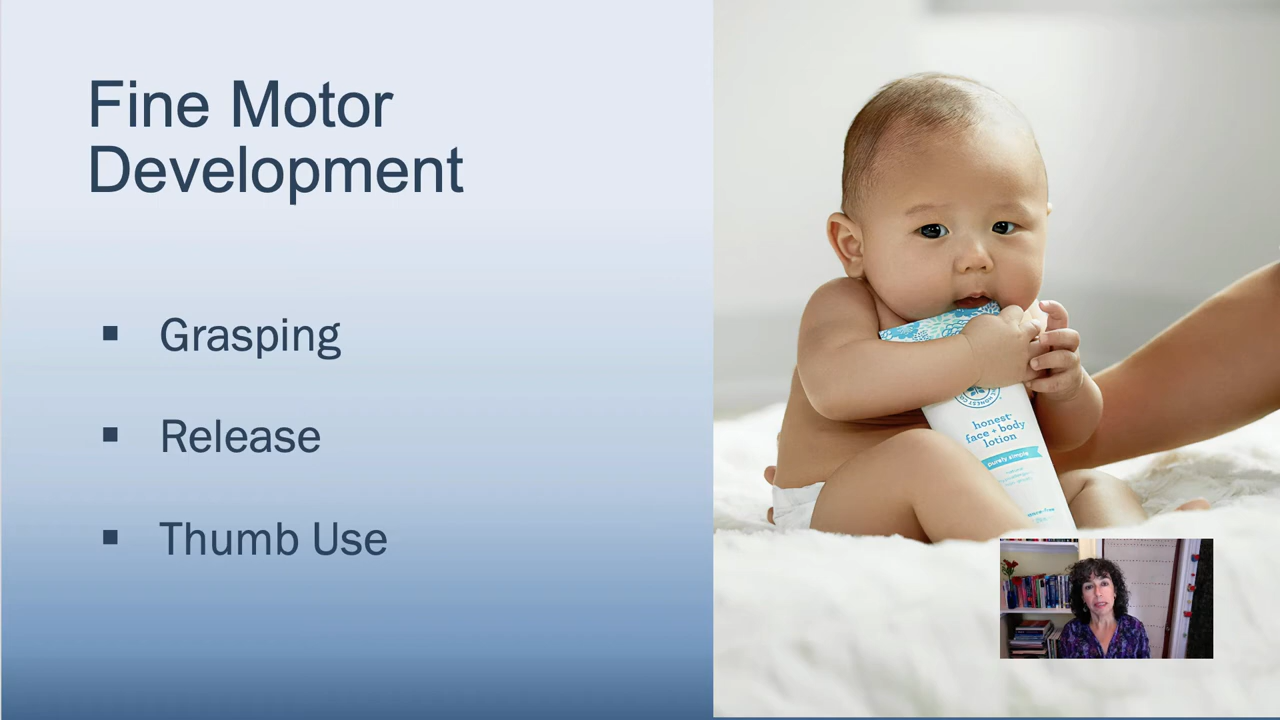 Fine Motor
Development
▪ Grasping
▪ Release
▪ Thumb Use
honest
face + body
lotion
purely simple